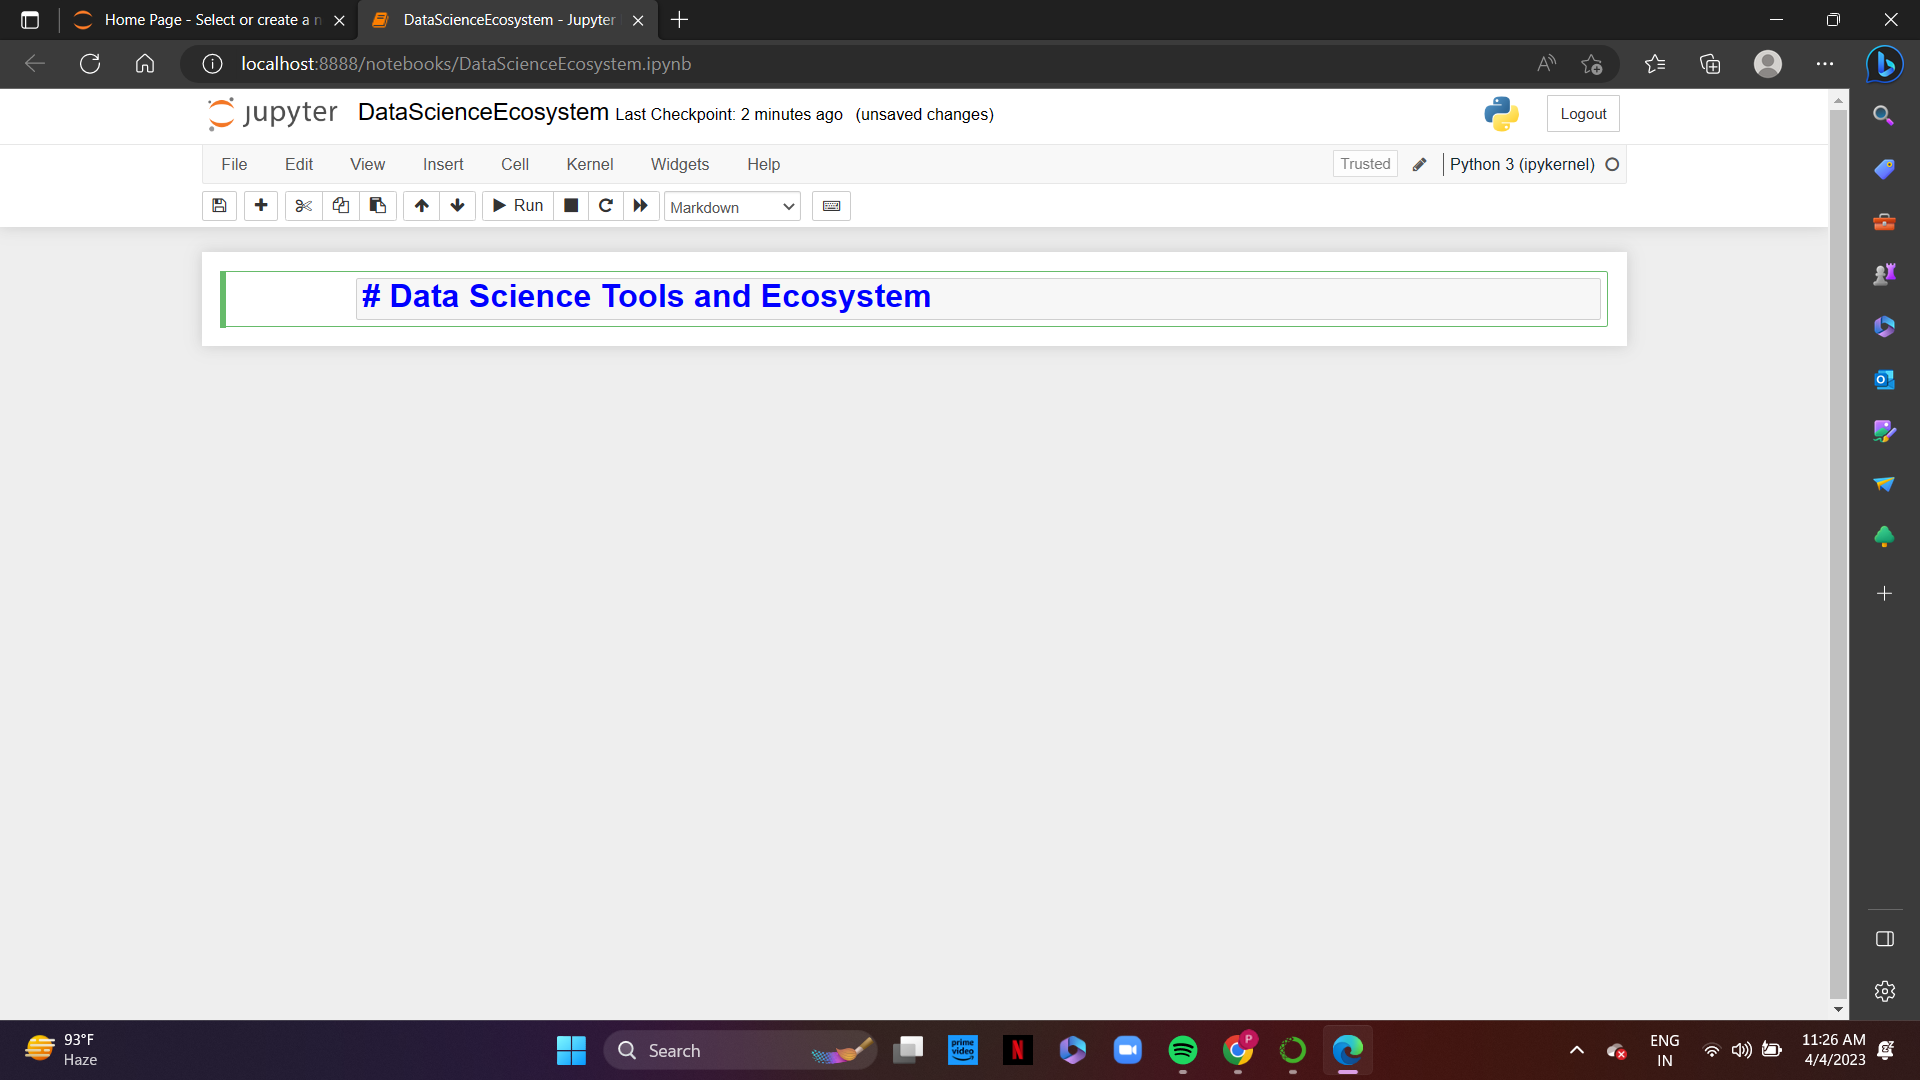 Home Page - Select or create a n
DataScienceEcosystem - Jupyter
localhost:8888/notebooks/DataScienceEcosystem.ipynb
jupyter DataScienceEcosystem Last Checkpoint: 2 minutes ago (unsaved changes)
Logout
File Edit View Insert Cell Kernel Widgets Help
Trusted Python 3 (ipykernel)
Run Markdown
# Data Science Tools and Ecosystem
93°F
Haze
Search
prime video
N
P
ENG
IN
11:26 AM
4/4/2023